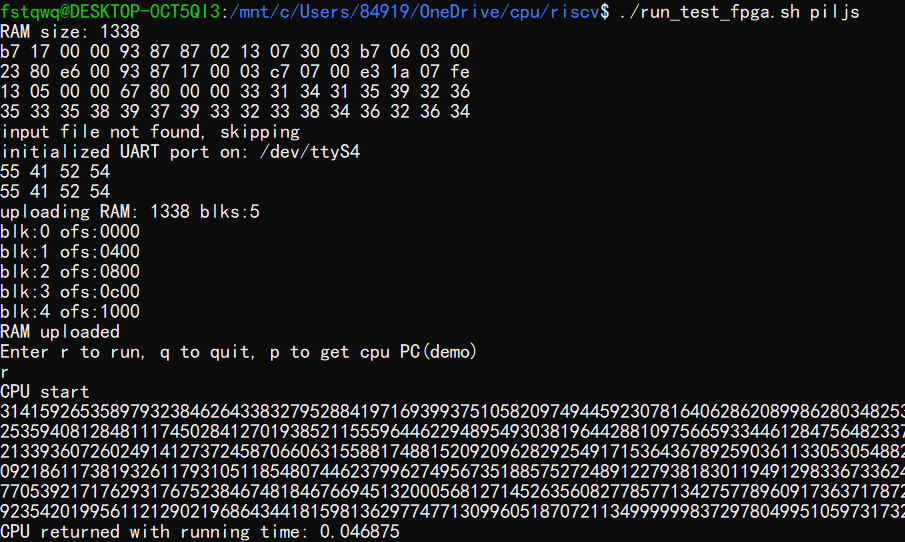 fstqwq@DESKTOP-OCT5QI3:/mnt/c/Users/84919/OneDrive/cpu/riscv$ ./run_test_fpga.sh piljs
RAM size: 1338
b7 17 00 00 93 87 87 02 13 07 30 03 b7 06 03 00
23 80 e6 00 93 87 17 00 03 c7 07 00 e3 1a 07 fe
13 05 00 00 67 80 00 00 33 31 34 31 35 39 32 36
35 33 35 38 39 37 39 33 32 33 38 34 36 32 36 34
input file not found, skipping
initialized UART port on: /dev/ttyS4
55 41 52 54
55 41 52 54
uploading RAM: 1338 blks:5
blk:0 ofs:0000
blk:1 ofs:0400
blk:2 ofs:0800
blk:3 ofs:0c00
blk:4 ofs:1000
RAM uploaded
Enter r to run, q to quit, p to get cpu PC(demo)
r
CPU start
3141592653589793238462643383279528841971693993751058209749445923078164062862089986280348253
2535940812848111745028412701938521155596446229489549303819644288109756659334461284756482337
2133936072602491412737245870660631558817488152092096282925491715364367892590361133053054882
0921861173819326117931051185480744623799627495673518857527248912279381830119491298336733624
7705392171762931767523846748184676694513200056812714526356082778577134275778960917363717872
9235420199561121290219686434418159813629774771309960518707211349999998372978049951059731732
CPU returned with running time: 0.046875